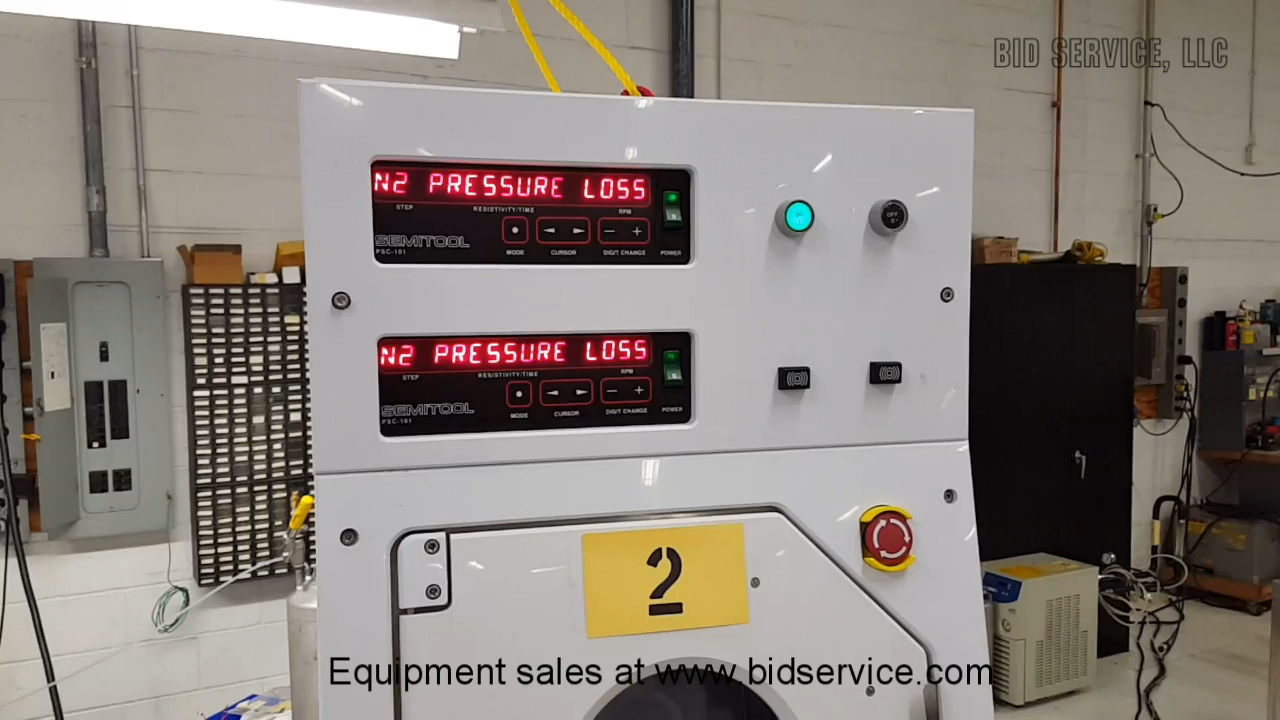 BID SERVICE, LLC
N2 PRESSURE LOSS
STEP RESISTIVITY/TIME RPM
SEMITOOL
PSC-101
MODE CURSOR DIGIT CHANGE POWER
OFF
N2 PRESSURE LOSS
STEP RESISTIVITY/TIME RPM
SEMITOOL
PSC-101
MODE CURSOR DIGIT CHANGE POWER
2
Equipment sales at www.bidservice.com